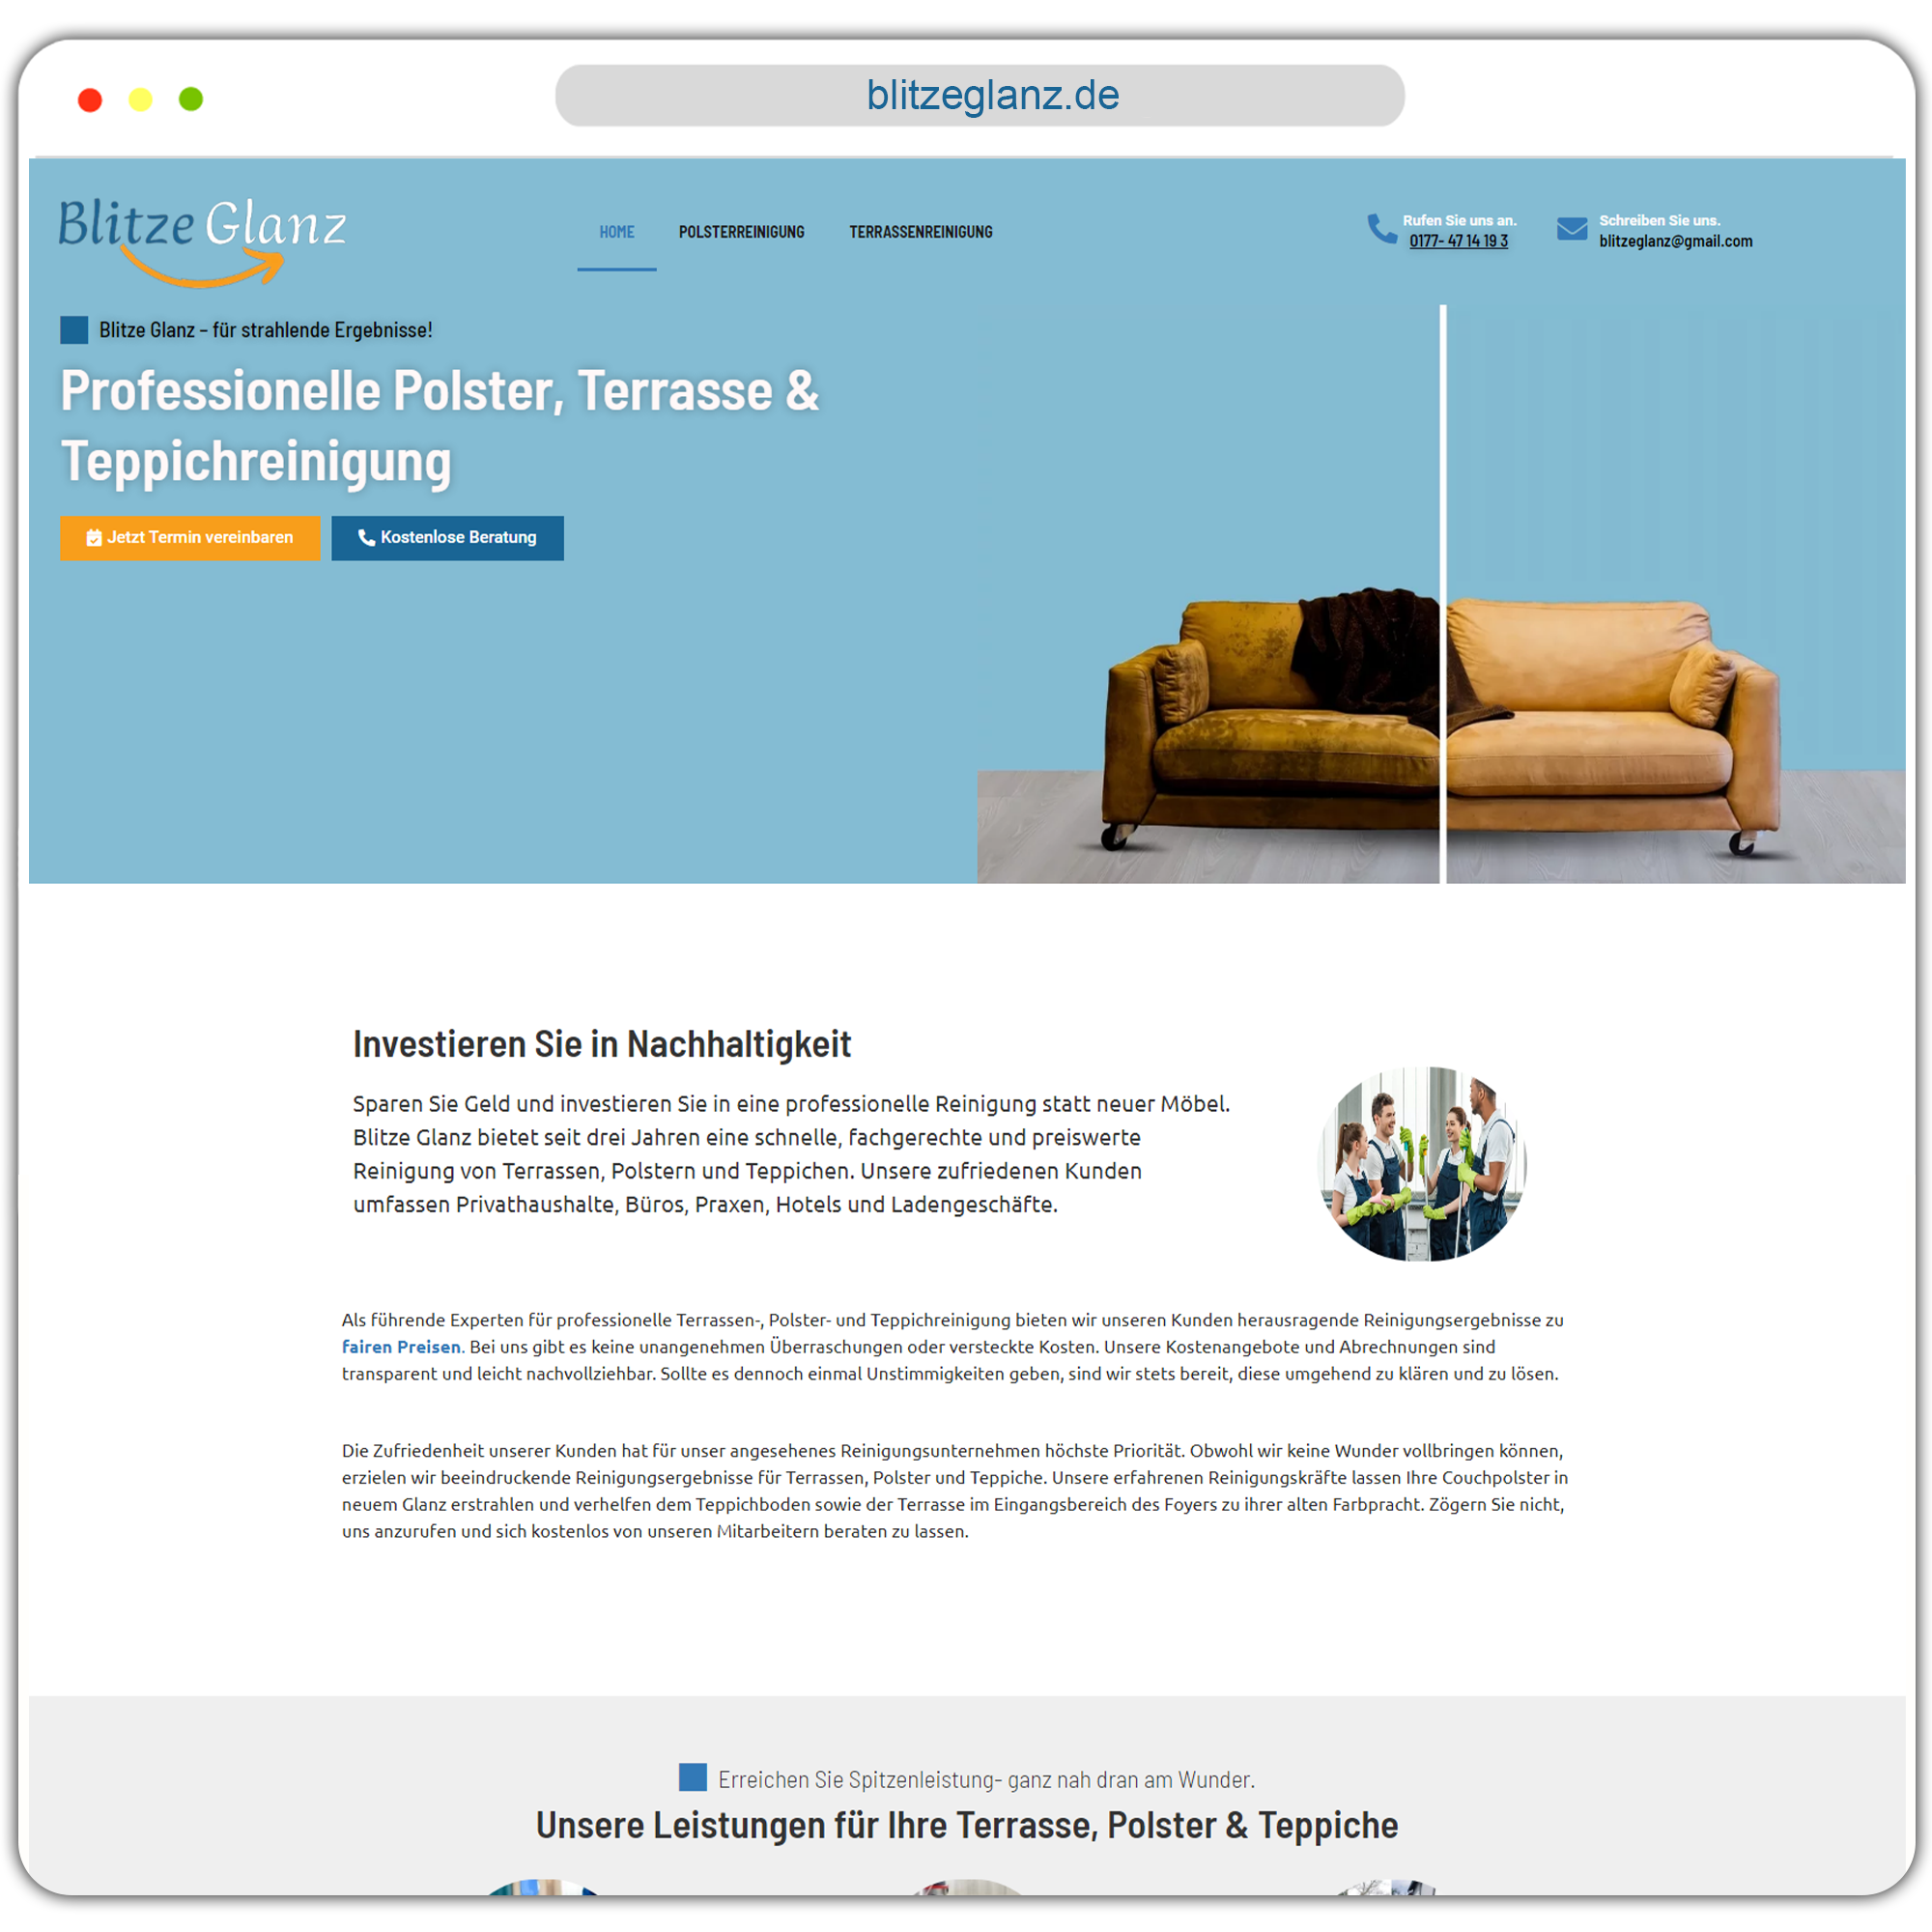 blitzeglanz.de
Blitze Glanz
HOME POLSTERREINIGUNG TERRASSENREINIGUNG
Rufen Sie uns an.
0177- 47 14 19 3
Schreiben Sie uns.
blitzeglanz@gmail.com
Blitze Glanz – für strahlende Ergebnisse!
Professionelle Polster, Terrasse &
Teppichreinigung
Jetzt Termin vereinbaren
Kostenlose Beratung
Investieren Sie in Nachhaltigkeit
Sparen Sie Geld und investieren Sie in eine professionelle Reinigung statt neuer Möbel.
Blitze Glanz bietet seit drei Jahren eine schnelle, fachgerechte und preiswerte
Reinigung von Terrassen, Polstern und Teppichen. Unsere zufriedenen Kunden
umfassen Privathaushalte, Büros, Praxen, Hotels und Ladengeschäfte.
Als führende Experten für professionelle Terrassen-, Polster- und Teppichreinigung bieten wir unseren Kunden herausragende Reinigungsergebnisse zu
fairen Preisen. Bei uns gibt es keine unangenehmen Überraschungen oder versteckte Kosten. Unsere Kostenangebote und Abrechnungen sind
transparent und leicht nachvollziehbar. Sollte es dennoch einmal Unstimmigkeiten geben, sind wir stets bereit, diese umgehend zu klären und zu lösen.
Die Zufriedenheit unserer Kunden hat für unser angesehenes Reinigungsunternehmen höchste Priorität. Obwohl wir keine Wunder vollbringen können,
erzielen wir beeindruckende Reinigungsergebnisse für Terrassen, Polster und Teppiche. Unsere erfahrenen Reinigungskräfte lassen Ihre Couchpolster in
neuem Glanz erstrahlen und verhelfen dem Teppichboden sowie der Terrasse im Eingangsbereich des Foyers zu ihrer alten Farbpracht. Zögern Sie nicht,
uns anzurufen und sich kostenlos von unseren Mitarbeitern beraten zu lassen.
Erreichen Sie Spitzenleistung- ganz nah dran am Wunder.
Unsere Leistungen für Ihre Terrasse, Polster & Teppiche